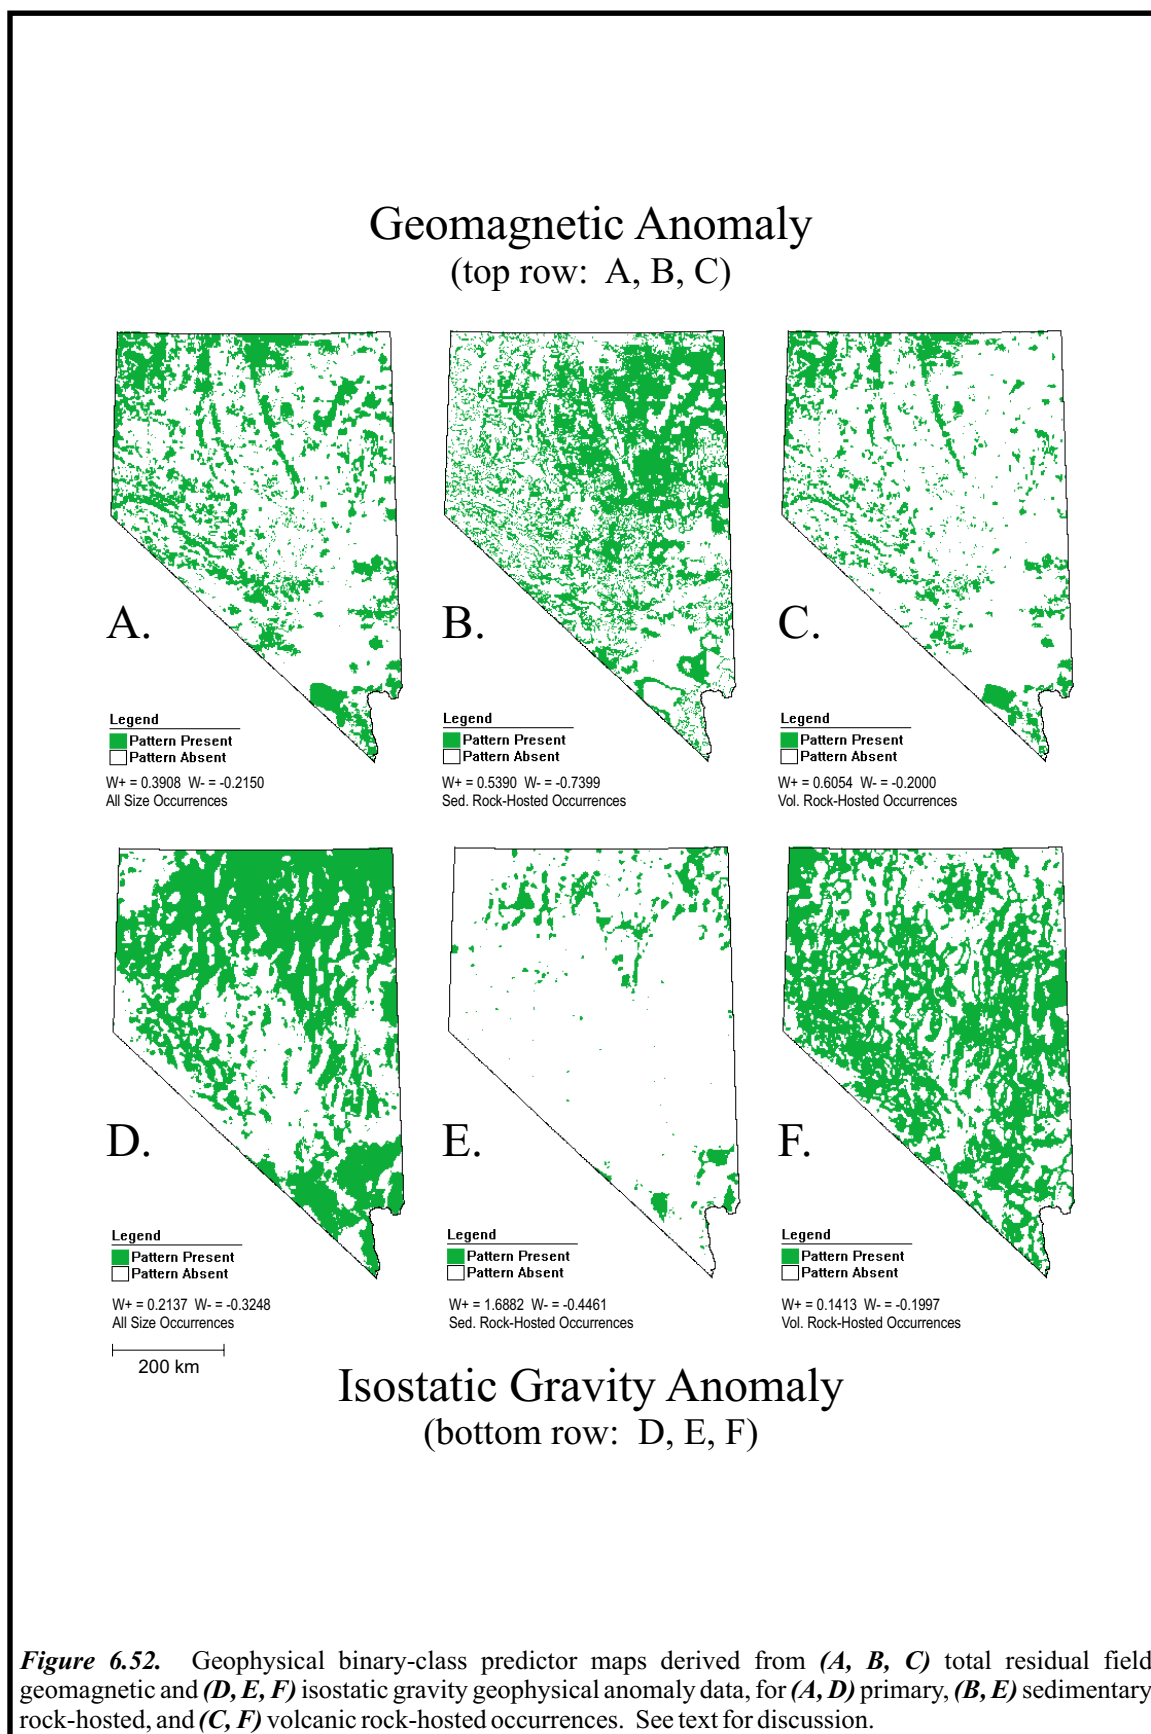 Geomagnetic Anomaly
(top row: A, B, C)
A.
B.
C.
Legend
Pattern Present
Pattern Absent
W+ = 0.3908 W- = -0.2150
All Size Occurrences
Legend
Pattern Present
Pattern Absent
W+ = 0.5390 W- = -0.7399
Sed. Rock-Hosted Occurrences
Legend
Pattern Present
Pattern Absent
W+ = 0.6054 W- = -0.2000
Vol. Rock-Hosted Occurrences
D.
E.
F.
Legend
Pattern Present
Pattern Absent
W+ = 0.2137 W- = -0.3248
All Size Occurrences
Legend
Pattern Present
Pattern Absent
W+ = 1.6882 W- = -0.4461
Sed. Rock-Hosted Occurrences
Legend
Pattern Present
Pattern Absent
W+ = 0.1413 W- = -0.1997
Vol. Rock-Hosted Occurrences
200 km
Isostatic Gravity Anomaly
(bottom row: D, E, F)
Figure 6.52. Geophysical binary-class predictor maps derived from (A, B, C) total residual field
geomagnetic and (D, E, F) isostatic gravity geophysical anomaly data, for (A, D) primary, (B, E) sedimentary
rock-hosted, and (C, F) volcanic rock-hosted occurrences. See text for discussion.